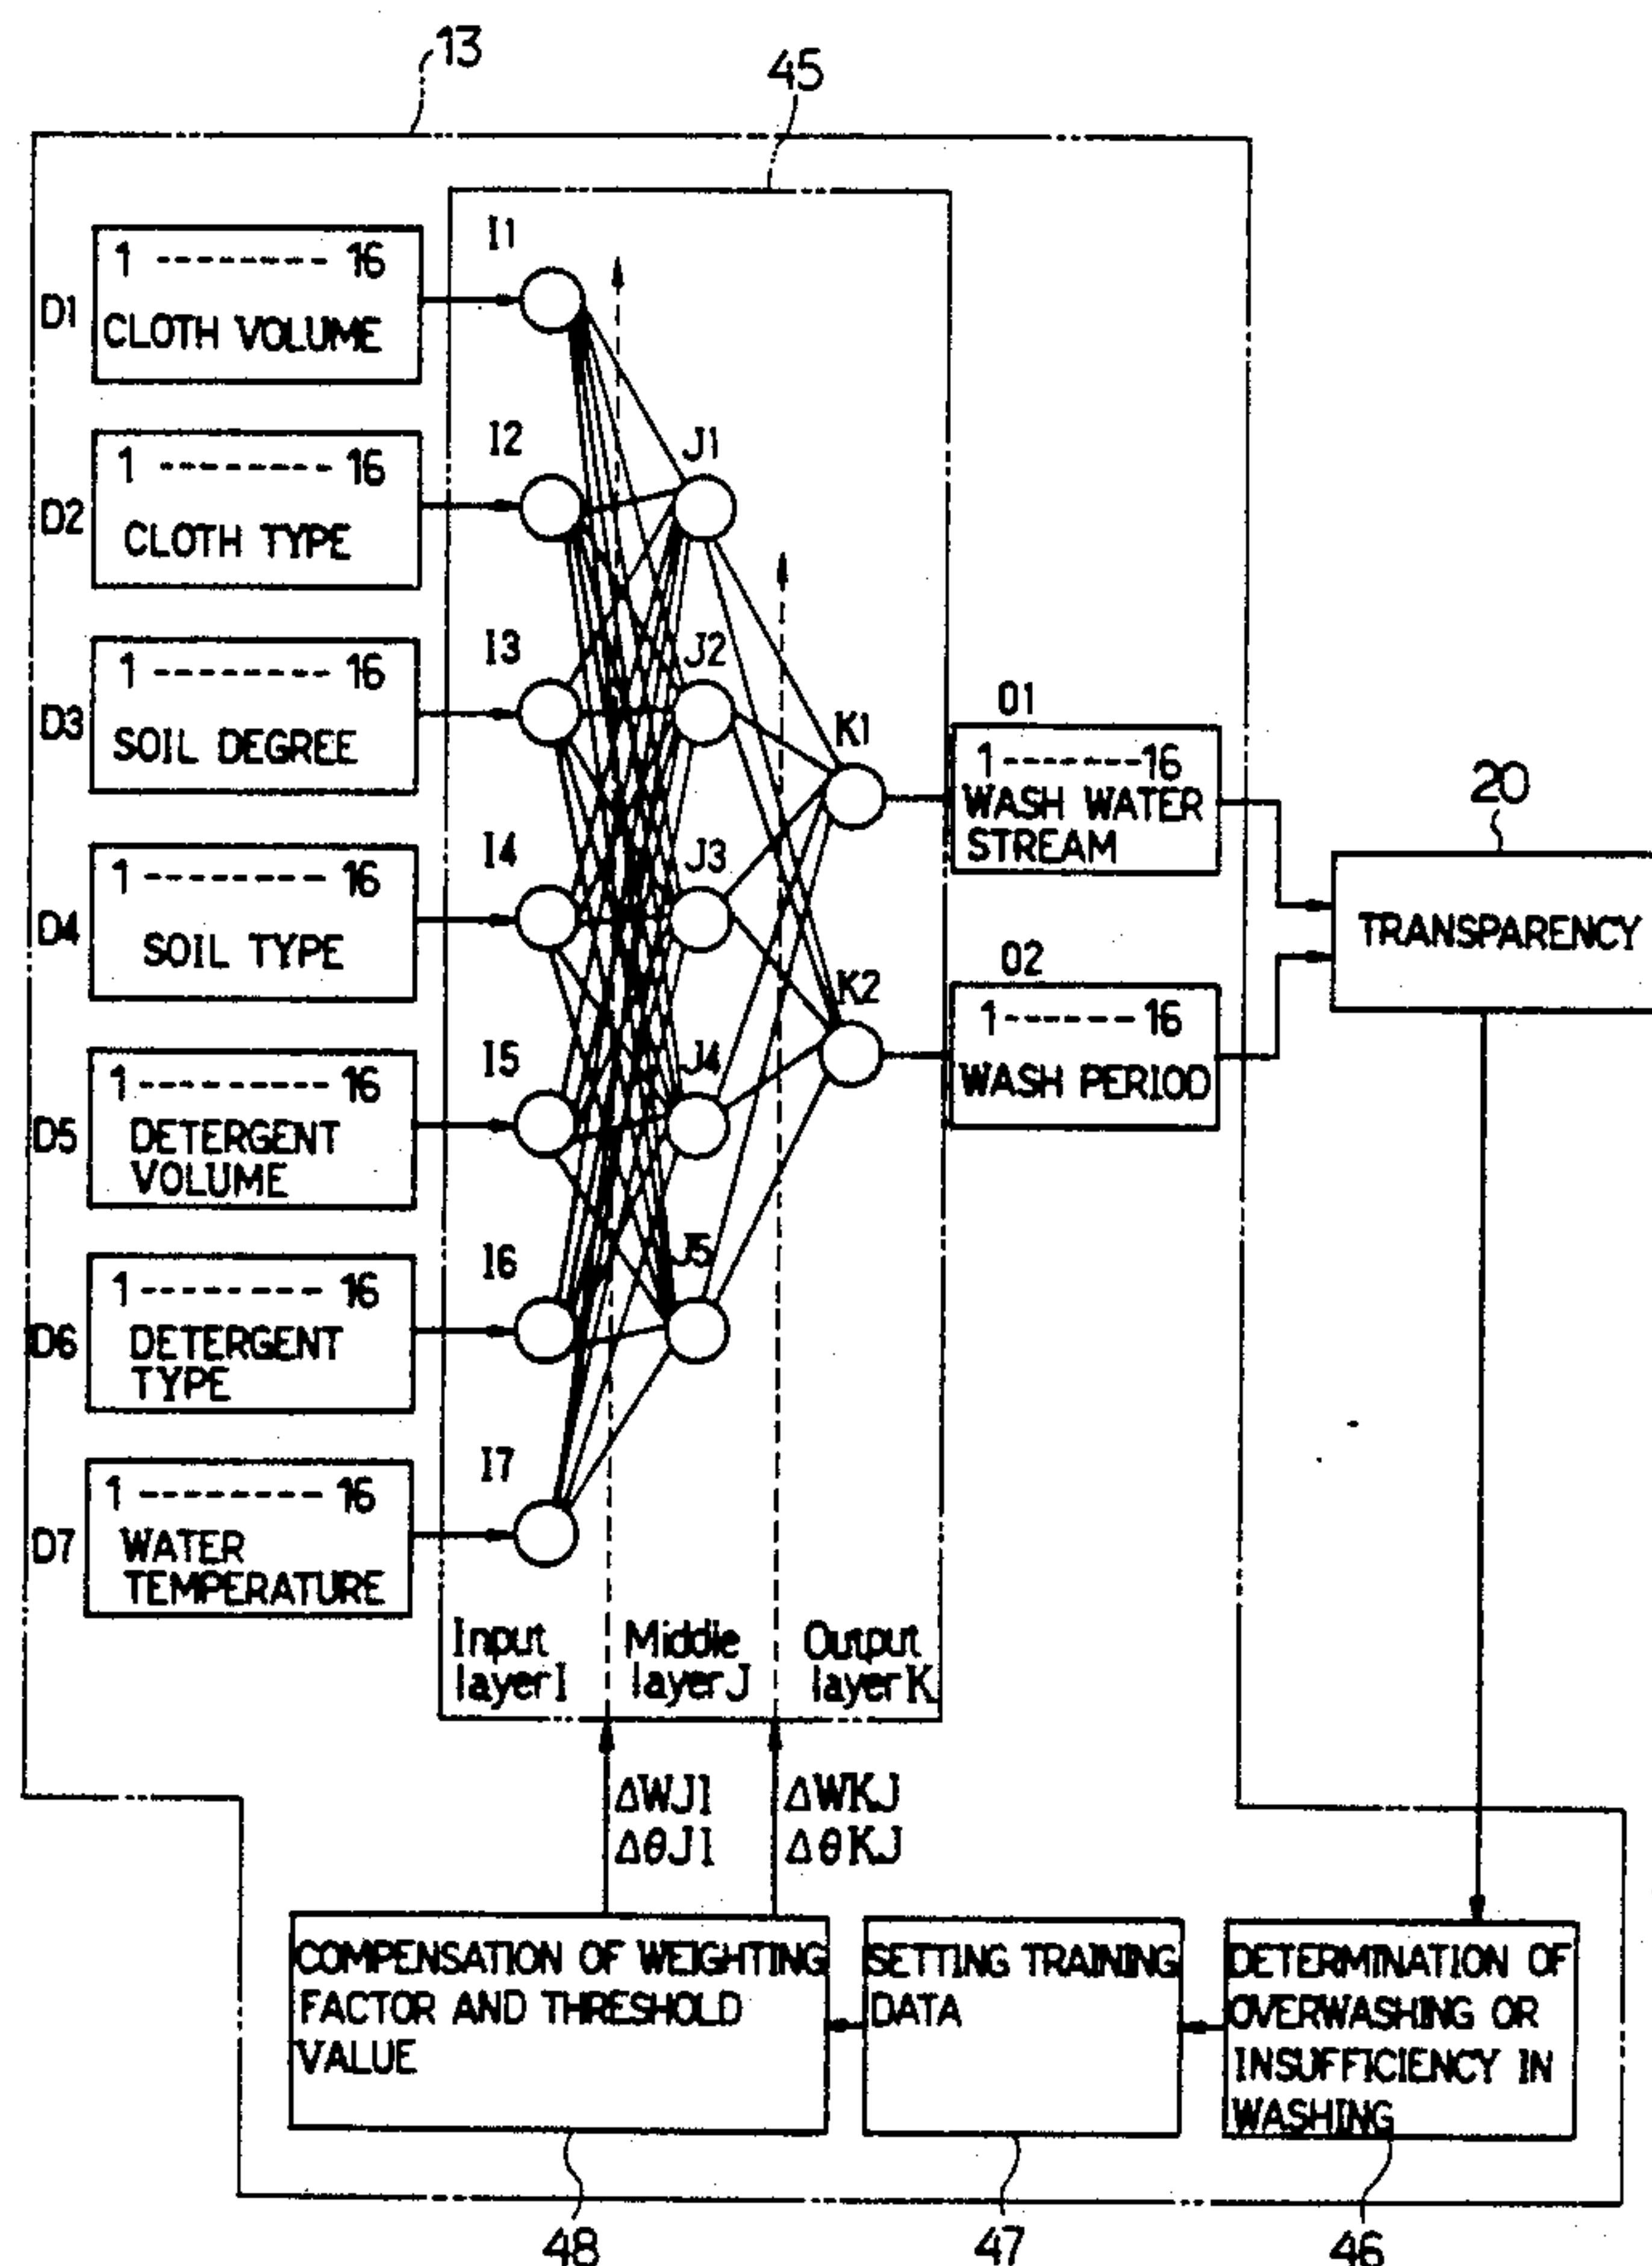 13
45
I1
D1
1 -------- 16
CLOTH VOLUME
I2
J1
D2
1 -------- 16
CLOTH TYPE
I3
J2
D3
1 -------- 16
SOIL DEGREE
K1
O1
1 ------- 16
WASH WATER
STREAM
20
TRANSPARENCY
I4
J3
D4
1 -------- 16
SOIL TYPE
K2
O2
1 ------ 16
WASH PERIOD
I5
J4
D5
1 -------- 16
DETERGENT
VOLUME
I6
J5
D6
1 -------- 16
DETERGENT
TYPE
I7
D7
1 -------- 16
WATER
TEMPERATURE
Input
layer I
Middle
layer J
Output
layer K
ΔWJI
ΔθJI
ΔWKJ
ΔθKJ
COMPENSATION OF WEIGHTING
FACTOR AND THRESHOLD
VALUE
SETTING TRAINING
DATA
DETERMINATION OF
OVERWASHING OR
INSUFFICIENCY IN
WASHING
48
47
46